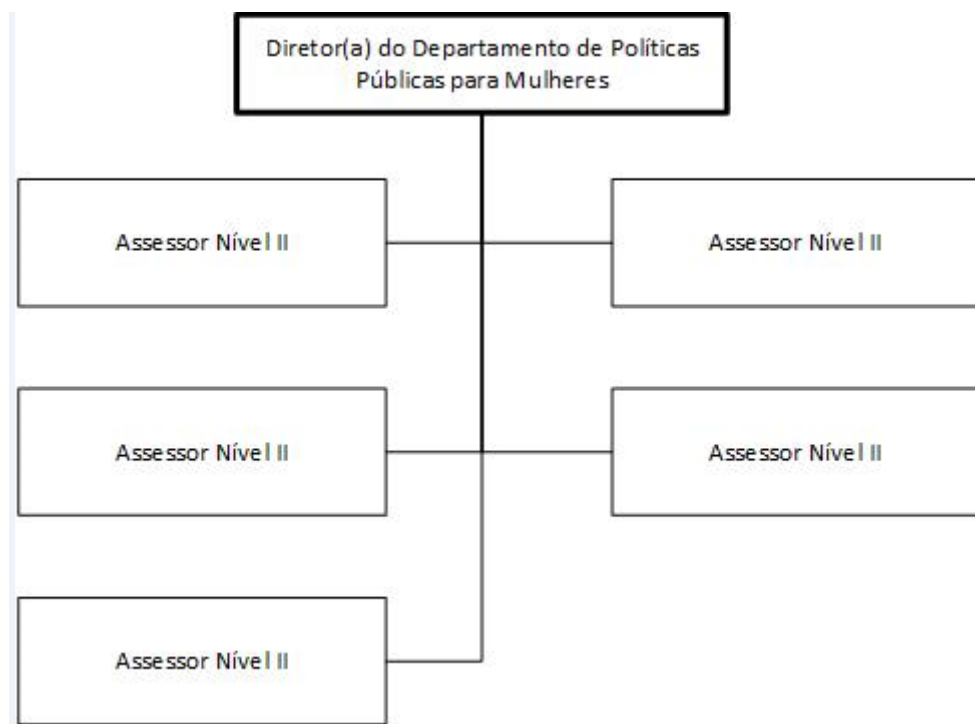 Diretor(a) do Departamento de Políticas
Públicas para Mulheres
Assessor Nível II
Assessor Nível II
Assessor Nível II
Assessor Nível II
Assessor Nível II